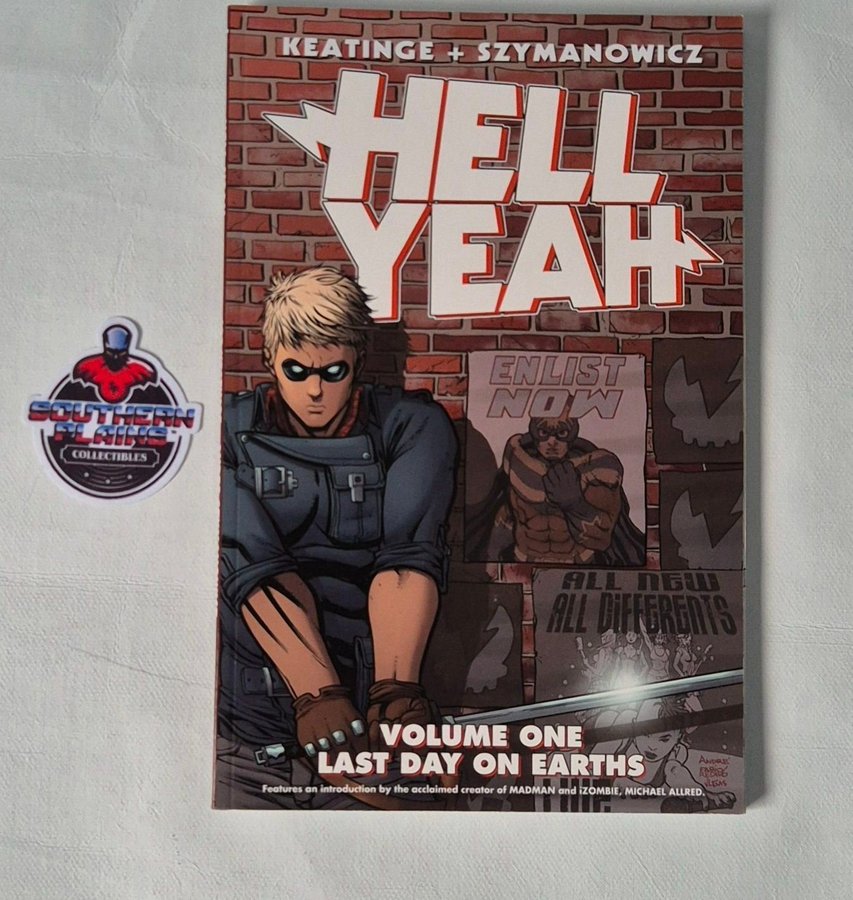 KEATINGE + SZYMANOWICZ
HELL
YEAH
ENLIST
NOW
SOUTHERN
PLAINS
COLLECTIBLES
ALL NEW
ALL DIFFERENTS
VOLUME ONE
LAST DAY ON EARTHS
Features an introduction by the acclaimed creator of MADMAN and iZOMBIE, MICHAEL ALLRED.